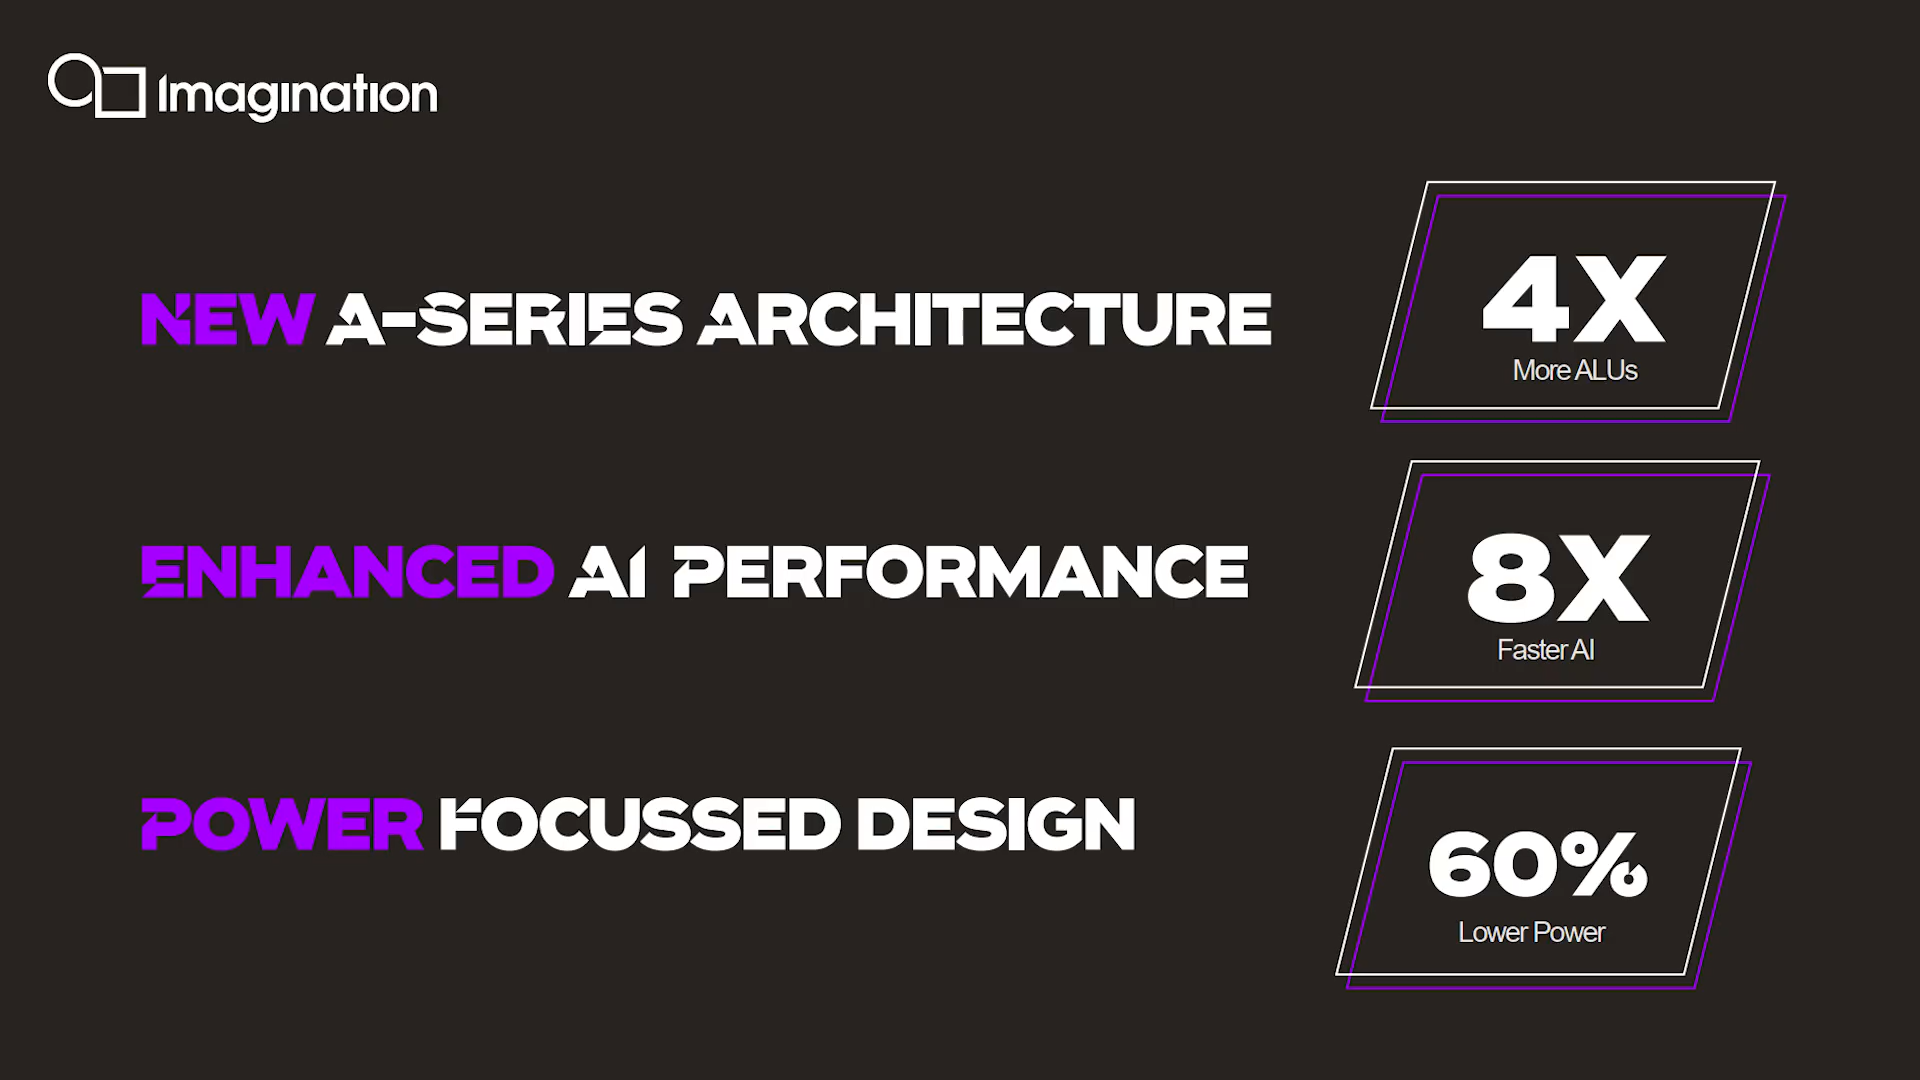 Imagination
NEW A-SERIES ARCHITECTURE
4X
More ALUs
ENHANCED AI PERFORMANCE
8X
Faster AI
POWER FOCUSSED DESIGN
60%
Lower Power